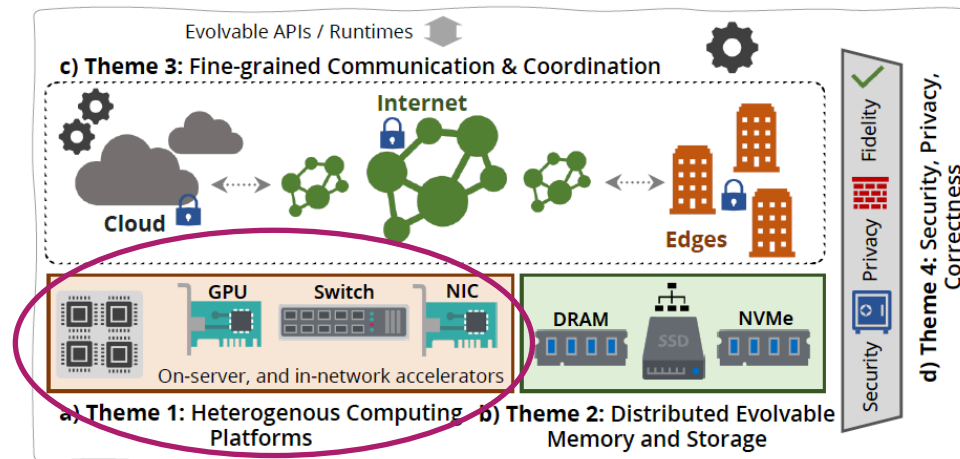 Evolvable APIs / Runtimes
c) Theme 3: Fine-grained Communication & Coordination
Internet
Cloud
Edges
GPU
Switch
NIC
On-server, and in-network accelerators
DRAM
SSD
NVMe
a) Theme 1: Heterogenous Computing
Platforms
b) Theme 2: Distributed Evolvable
Memory and Storage
Security
Privacy
Fidelity
d) Theme 4: Security, Privacy,
Correctness